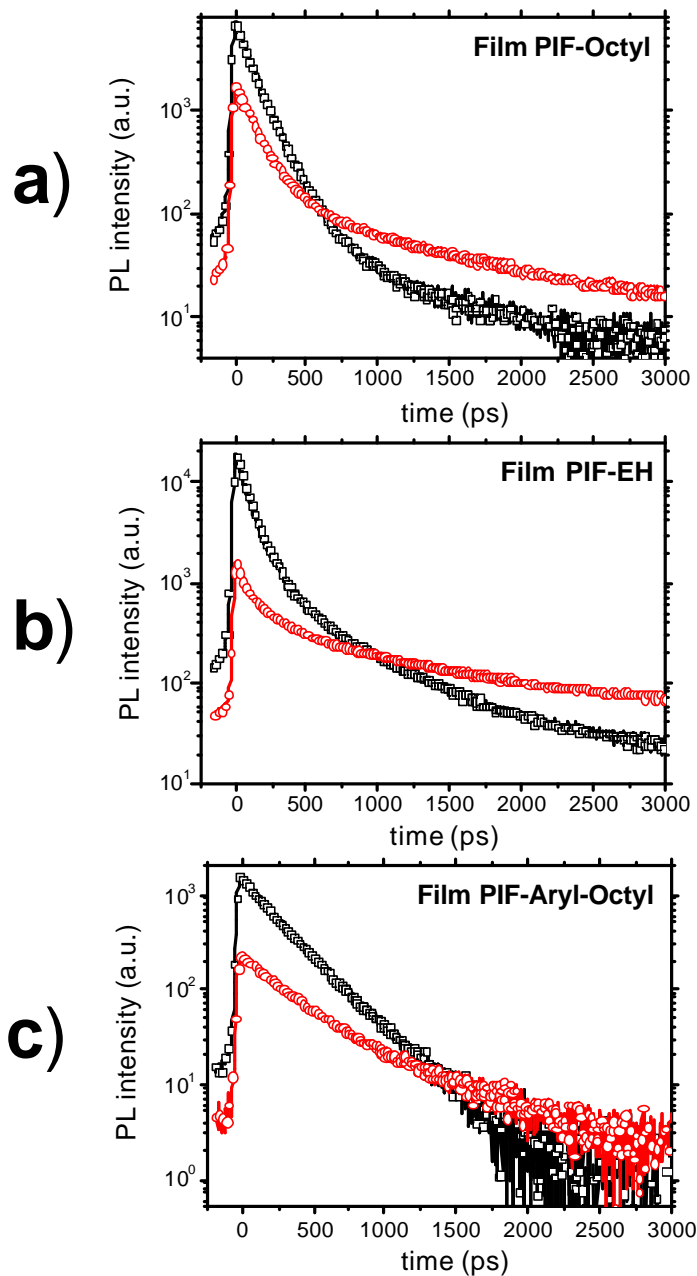 a)
Film PIF-Octyl
PL intensity (a.u.)
10³
10²
10¹
0 500 1000 1500 2000 2500 3000
time (ps)
b)
Film PIF-EH
PL intensity (a.u.)
10⁴
10³
10²
10¹
0 500 1000 1500 2000 2500 3000
time (ps)
c)
Film PIF-Aryl-Octyl
PL intensity (a.u.)
10³
10²
10¹
10⁰
0 500 1000 1500 2000 2500 3000
time (ps)